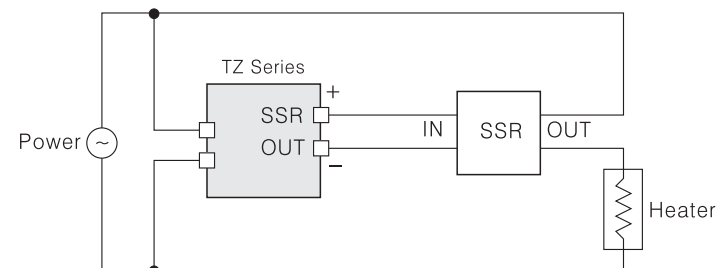 TZ Series
+
SSR
IN
SSR
OUT
Power
~
OUT
−
Heater